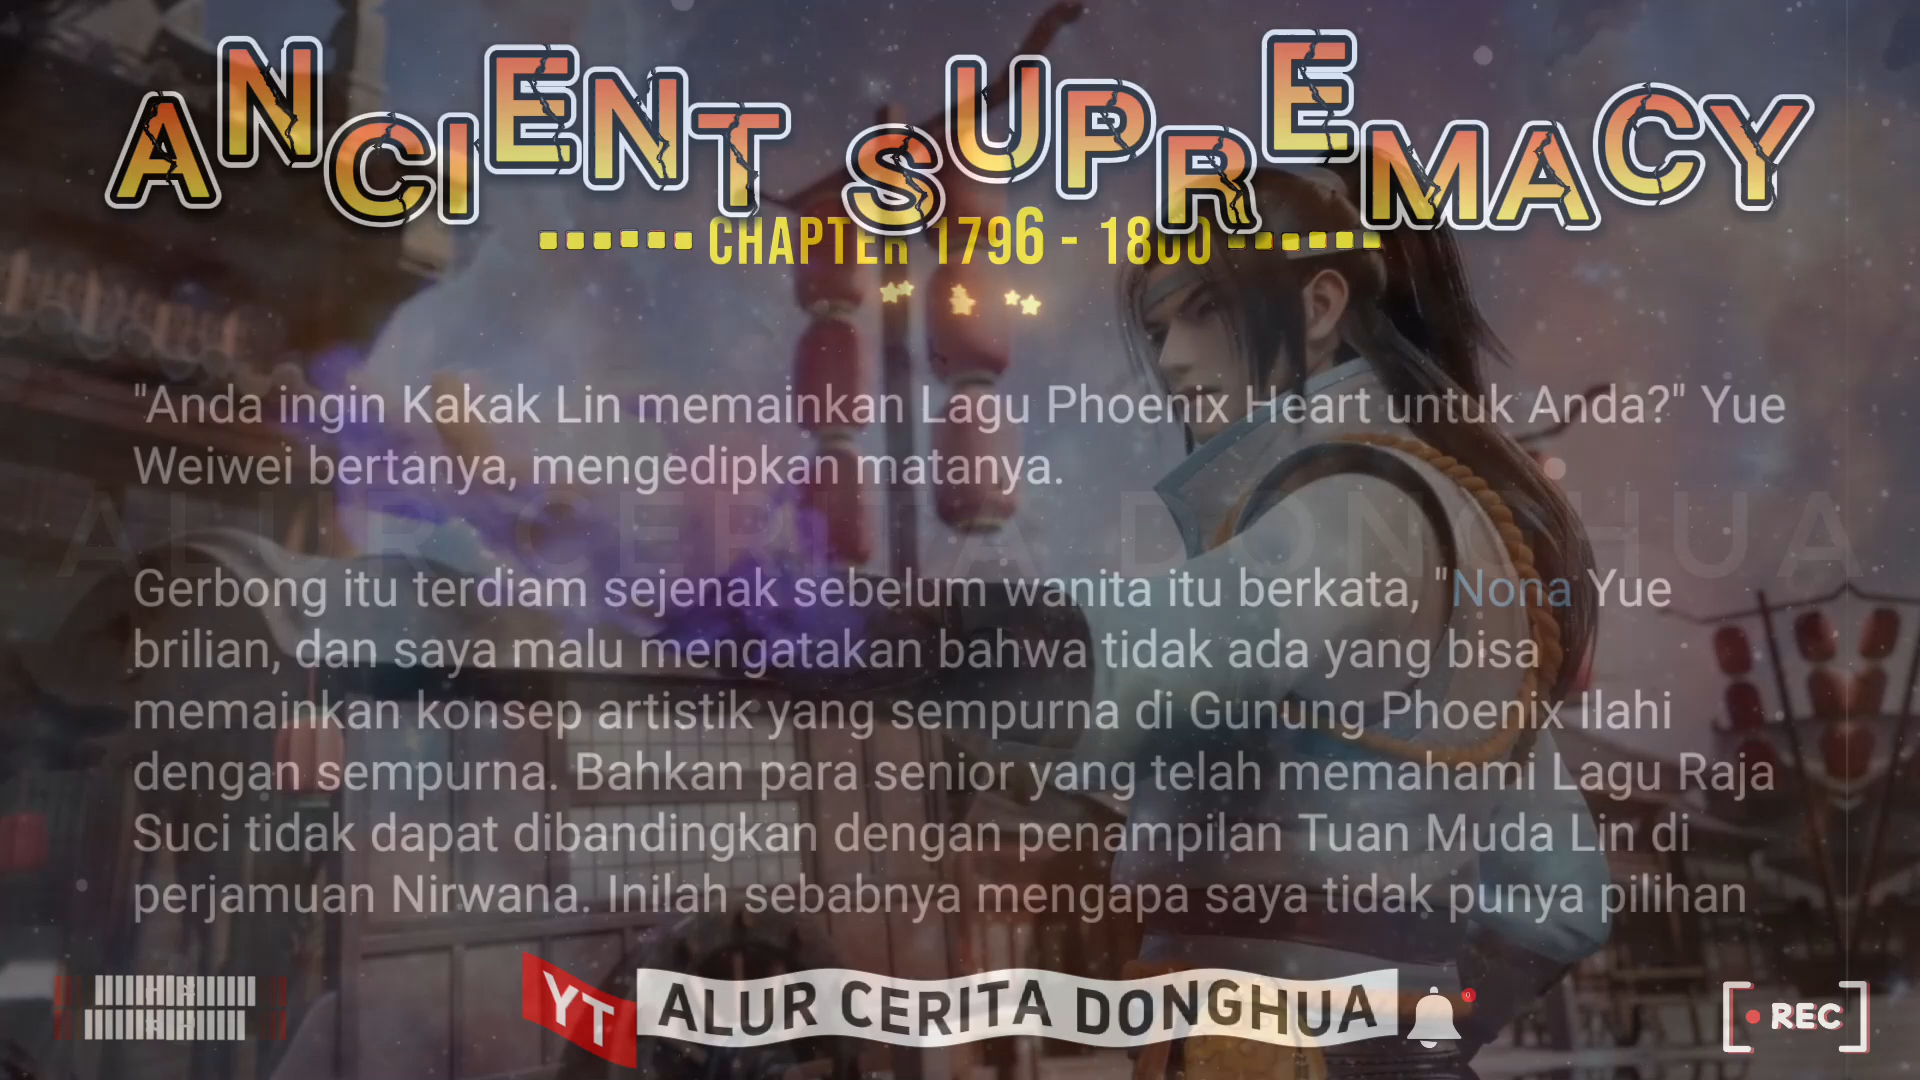 ANCIENT SUPREMACY
CHAPTER 1796 - 1800
"Anda ingin Kakak Lin memainkan Lagu Phoenix Heart untuk Anda?" Yue
Weiwei bertanya, mengedipkan matanya.
ALUR CERITA DONGHUA
Gerbong itu terdiam sejenak sebelum wanita itu berkata, "Nona Yue
brilian, dan saya malu mengatakan bahwa tidak ada yang bisa
memainkan konsep artistik yang sempurna di Gunung Phoenix Ilahi
dengan sempurna. Bahkan para senior yang telah memahami Lagu Raja
Suci tidak dapat dibandingkan dengan penampilan Tuan Muda Lin di
perjamuan Nirwana. Inilah sebabnya mengapa saya tidak punya pilihan
YT ALUR CERITA DONGHUA
REC